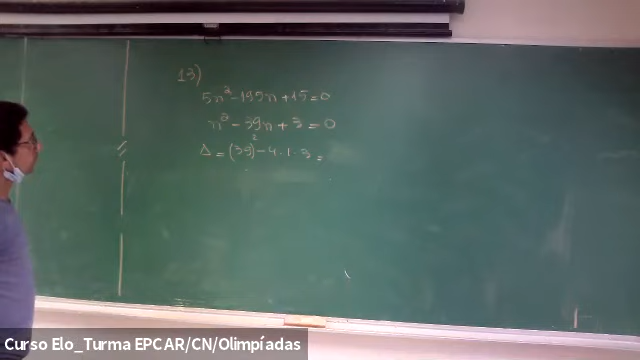 13)
5n² - 195n + 15 = 0
n² - 39n + 3 = 0
Δ = (39)² - 4 . 1 . 3 =
Curso Elo_Turma EPCAR/CN/Olimpíadas